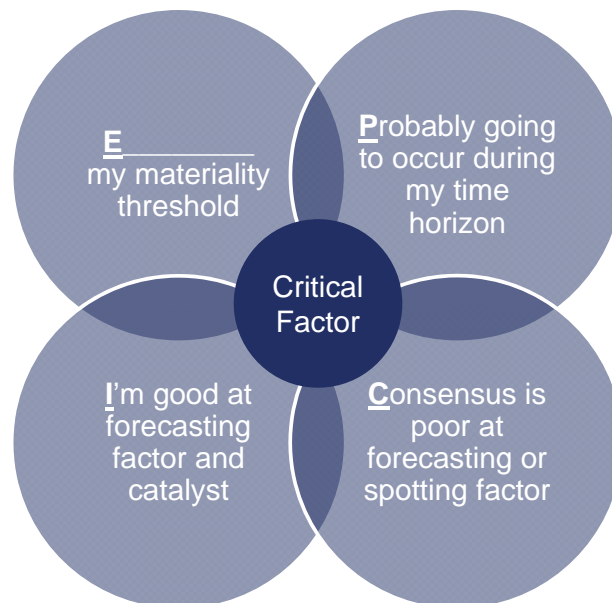 E_________
my materiality
threshold
Probably going
to occur during
my time
horizon
Critical
Factor
I'm good at
forecasting
factor and
catalyst
Consensus is
poor at
forecasting or
spotting factor